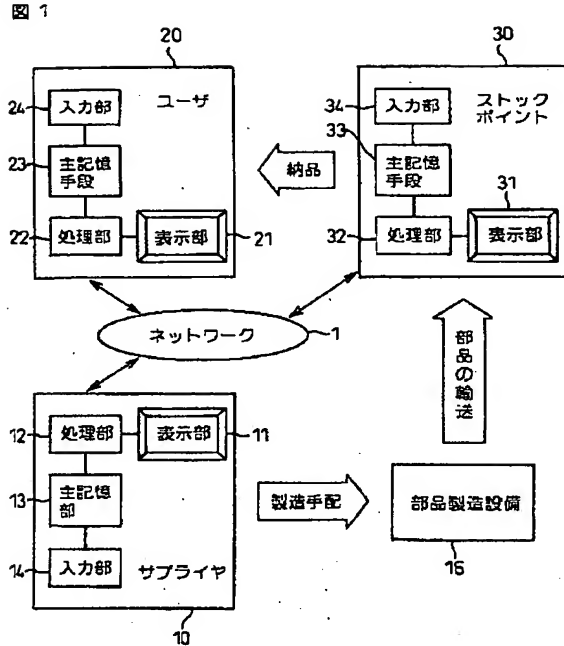 図 1
20
24
入力部
ユーザ
23
主記憶
手段
22
処理部
表示部
21
納品
30
34
入力部
ストック
ポイント
33
主記憶
手段
31
32
処理部
表示部
ネットワーク
1
部品の輸送
12
処理部
表示部
11
13
主記憶
部
14
入力部
サプライヤ
10
製造手配
部品製造設備
15